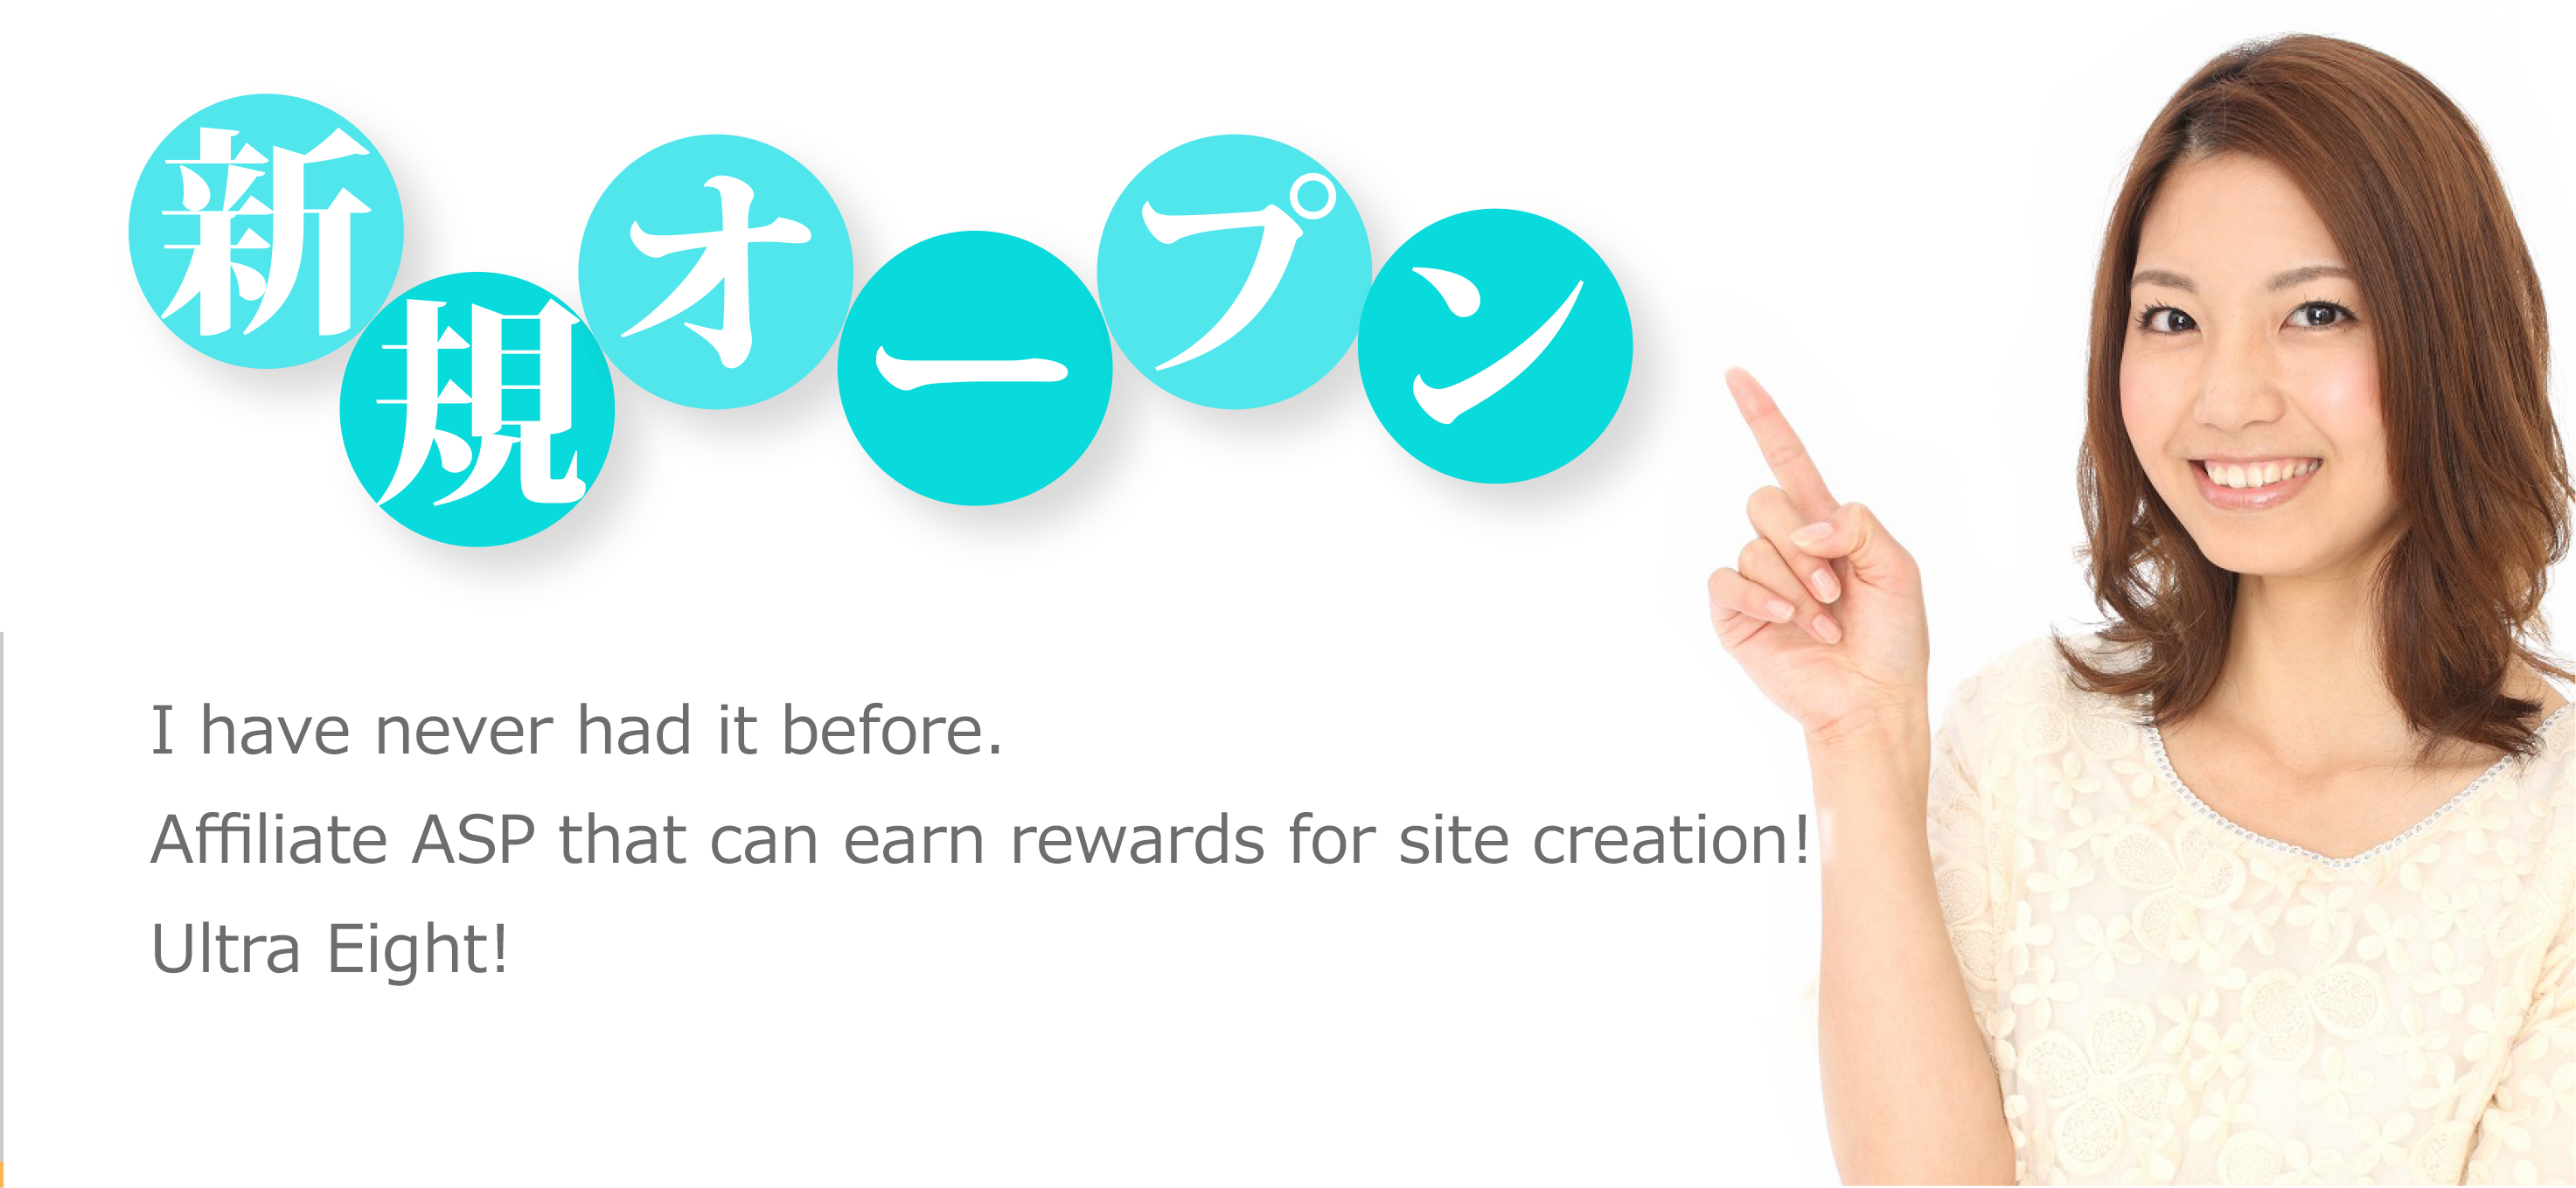 新規オープン
I have never had it before.
Affiliate ASP that can earn rewards for site creation!
Ultra Eight!